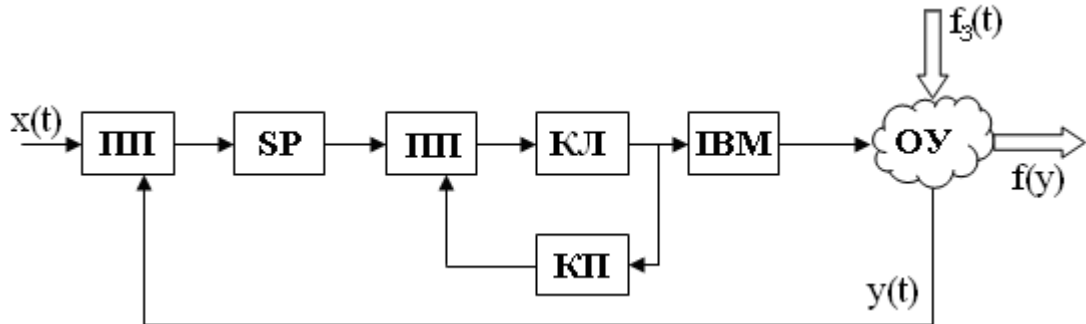 f₃(t)
x(t)
ПП
SP
ПП
КЛ
ІВМ
ОУ
f(y)
КП
y(t)